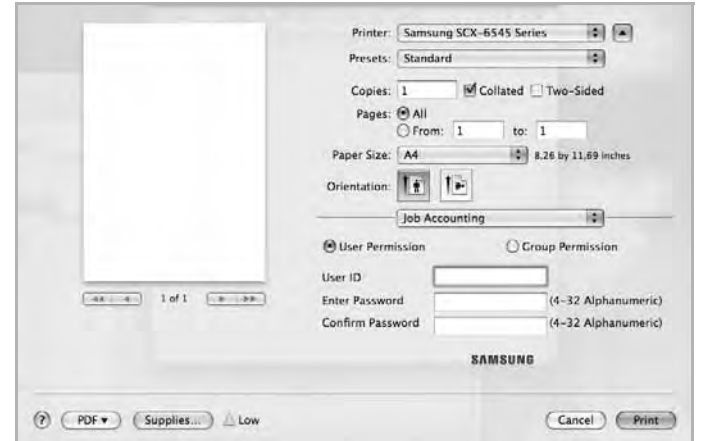 Printer: Samsung SCX-6545 Series
Presets: Standard
Copies: 1 Collated Two-Sided
Pages: All
From: 1 to: 1
Paper Size: A4 8.26 by 11.69 inches
Orientation:
Job Accounting
User Permission Group Permission
User ID
Enter Password (4-32 Alphanumeric)
Confirm Password (4-32 Alphanumeric)
1 of 1
SAMSUNG
? PDF Supplies... Low Cancel Print